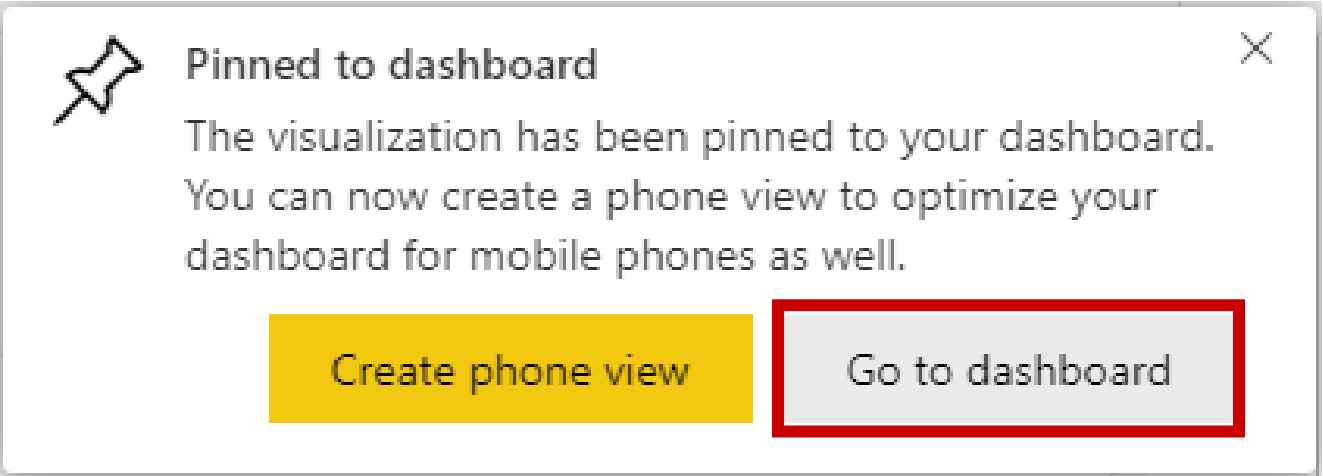 Pinned to dashboard
The visualization has been pinned to your dashboard.
You can now create a phone view to optimize your
dashboard for mobile phones as well.
Create phone view
Go to dashboard